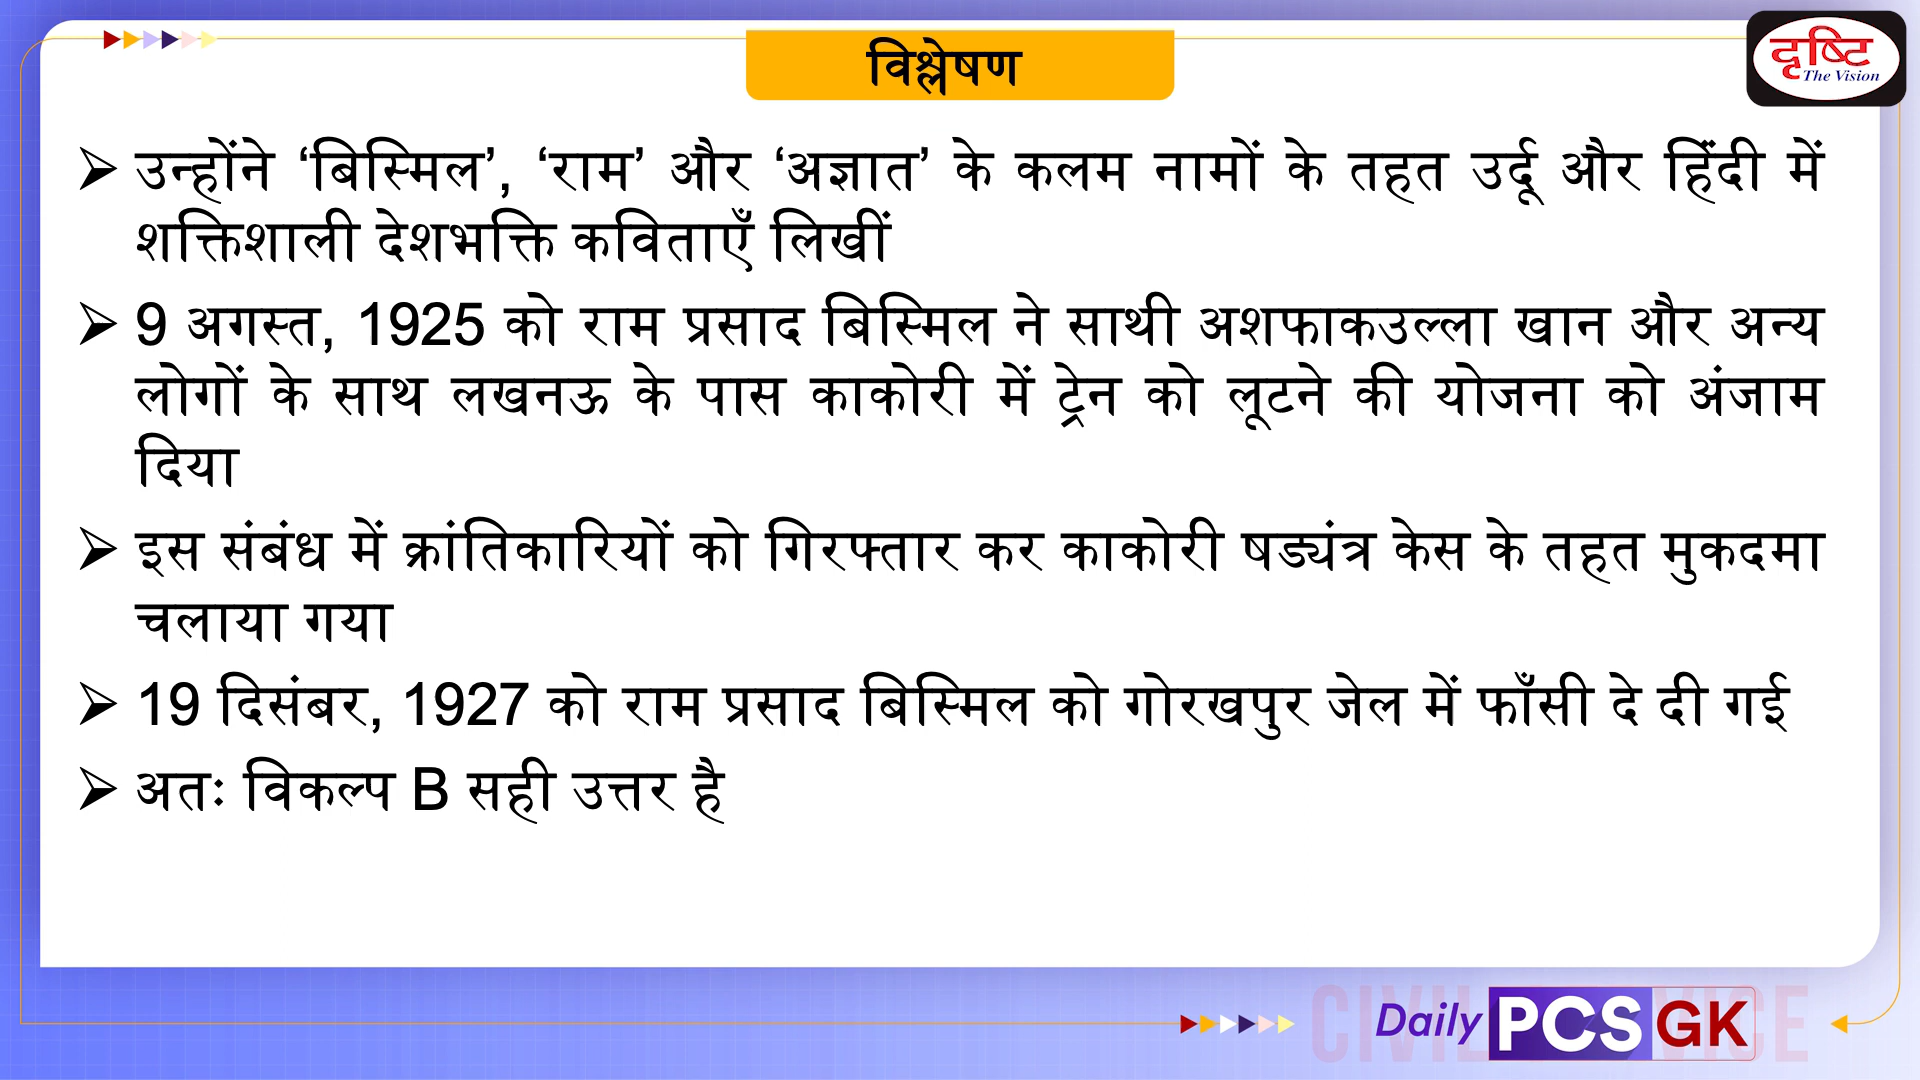 विश्लेषण
दृष्टि
The Vision
➢ उन्होंने ‘बिस्मिल’, ‘राम’ और ‘अज्ञात’ के कलम नामों के तहत उर्दू और हिंदी में
शक्तिशाली देशभक्ति कविताएँ लिखीं
➢ 9 अगस्त, 1925 को राम प्रसाद बिस्मिल ने साथी अशफाकउल्ला खान और अन्य
लोगों के साथ लखनऊ के पास काकोरी में ट्रेन को लूटने की योजना को अंजाम
दिया
➢ इस संबंध में क्रांतिकारियों को गिरफ्तार कर काकोरी षड्यंत्र केस के तहत मुकदमा
चलाया गया
➢ 19 दिसंबर, 1927 को राम प्रसाद बिस्मिल को गोरखपुर जेल में फाँसी दे दी गई
➢ अतः विकल्प B सही उत्तर है
Daily PCS GK